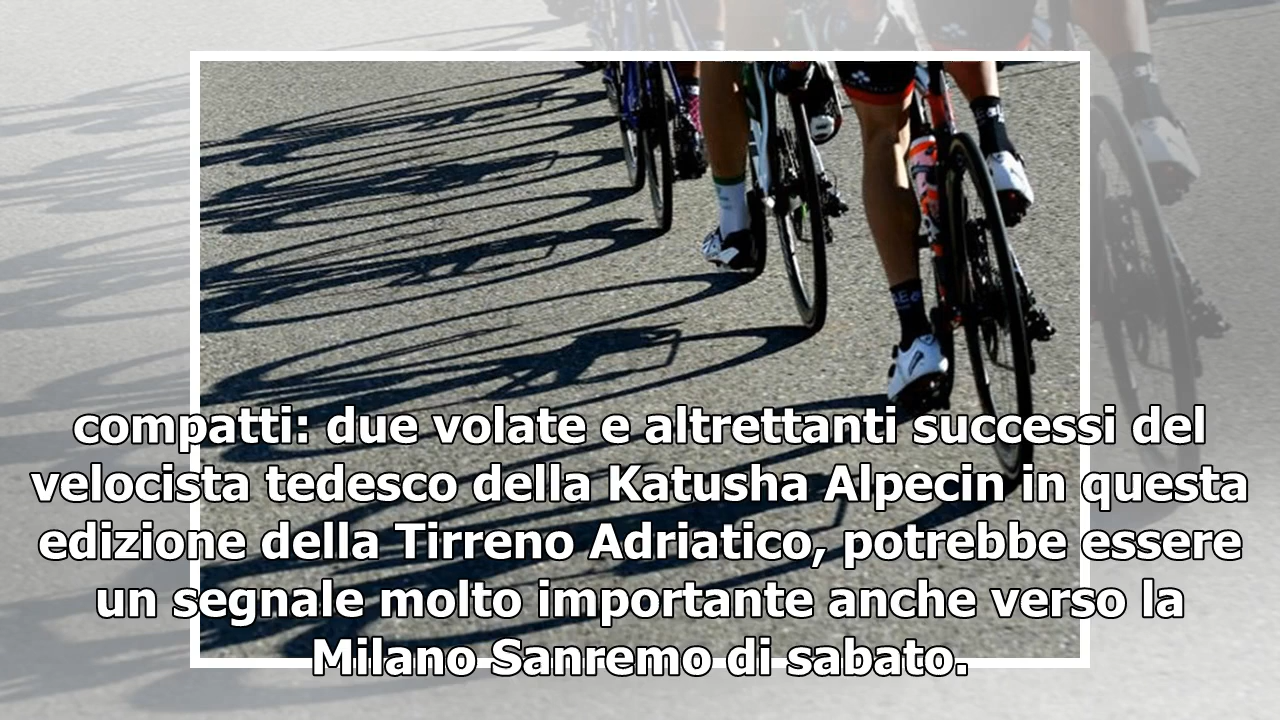 compatti: due volate e altrettanti successi del
velocista tedesco della Katusha Alpecin in questa
edizione della Tirreno Adriatico, potrebbe essere
un segnale molto importante anche verso la
Milano Sanremo di sabato.